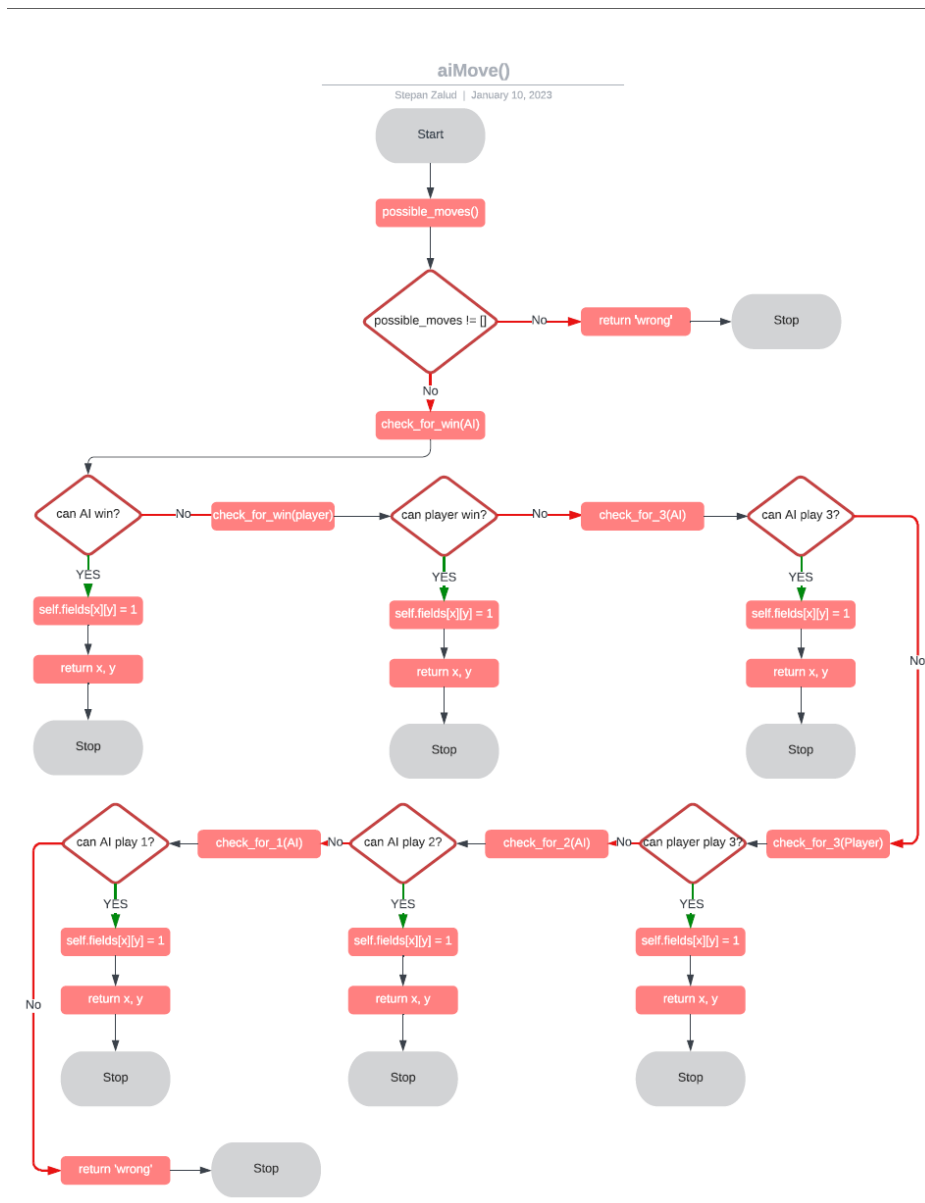 aiMove()
Stepan Zalud | January 10, 2023
Start
possible_moves()
possible_moves != []
No
return 'wrong'
Stop
No
check_for_win(AI)
can AI win?
No
check_for_win(player)
can player win?
No
check_for_3(AI)
can AI play 3?
YES
YES
YES
self.fields[x][y] = 1
self.fields[x][y] = 1
self.fields[x][y] = 1
No
return x, y
return x, y
return x, y
Stop
Stop
Stop
can AI play 1?
check_for_1(AI)
No
can AI play 2?
check_for_2(AI)
No
can player play 3?
check_for_3(Player)
YES
YES
YES
self.fields[x][y] = 1
self.fields[x][y] = 1
self.fields[x][y] = 1
No
return x, y
return x, y
return x, y
Stop
Stop
Stop
return 'wrong'
Stop